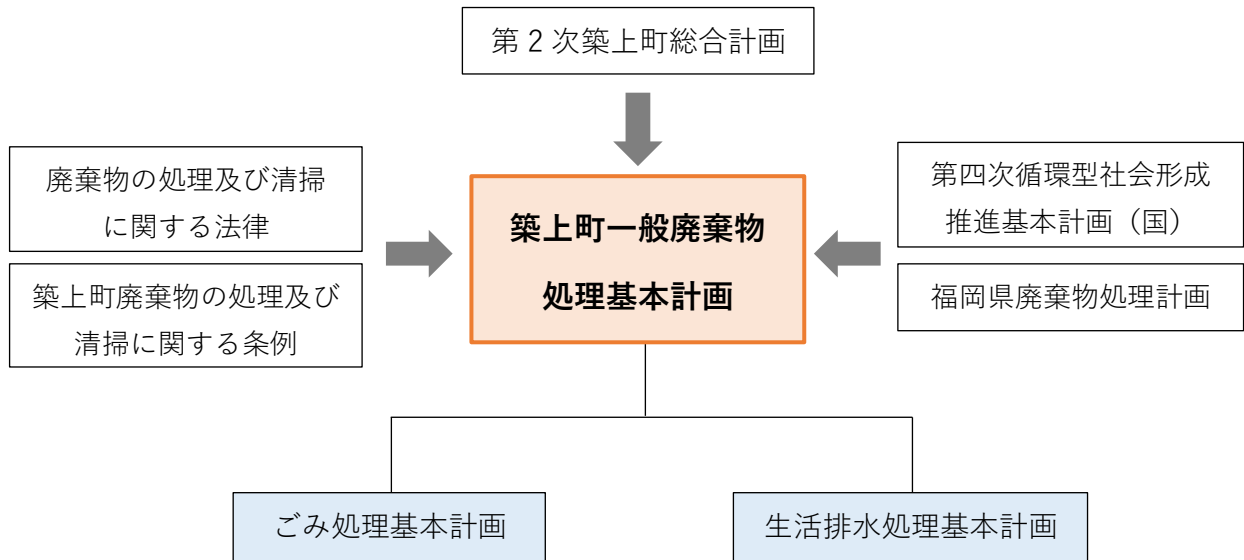 第2次築上町総合計画
廃棄物の処理及び清掃
に関する法律
築上町廃棄物の処理及び
清掃に関する条例
築上町一般廃棄物
処理基本計画
第四次循環型社会形成
推進基本計画（国）
福岡県廃棄物処理計画
ごみ処理基本計画
生活排水処理基本計画